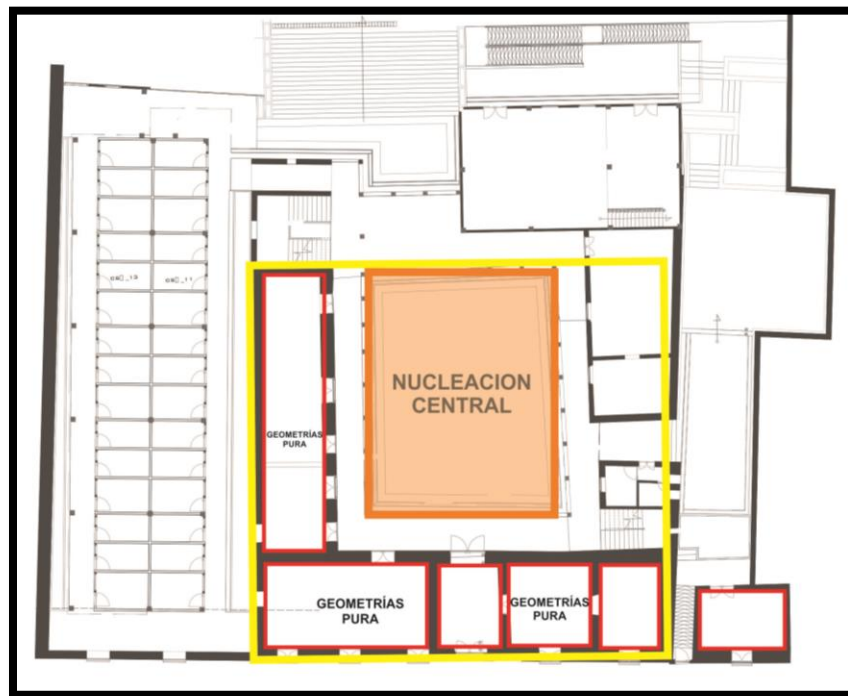 NUCLEACION
CENTRAL
GEOMETRÍAS
PURA
GEOMETRÍAS
PURA
GEOMETRÍAS
PURA